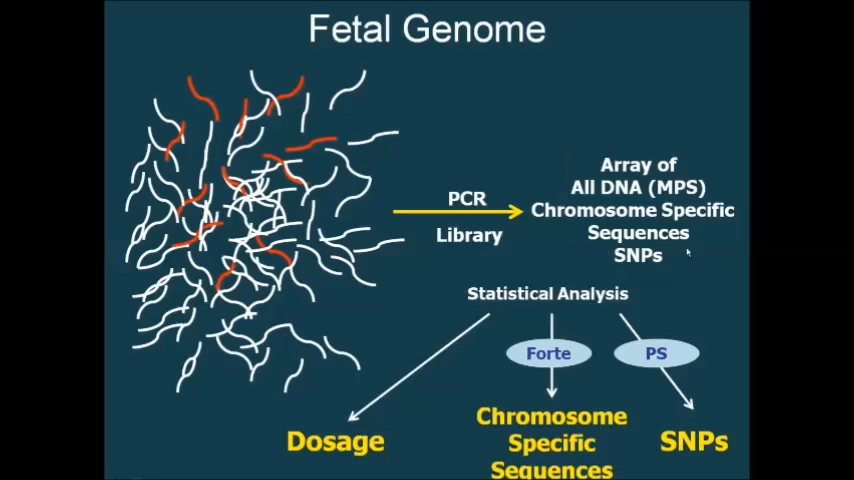 Fetal Genome
PCR
Library
Array of
All DNA (MPS)
Chromosome Specific
Sequences
SNPs
Statistical Analysis
Forte
PS
Dosage
Chromosome
Specific
Sequences
SNPs